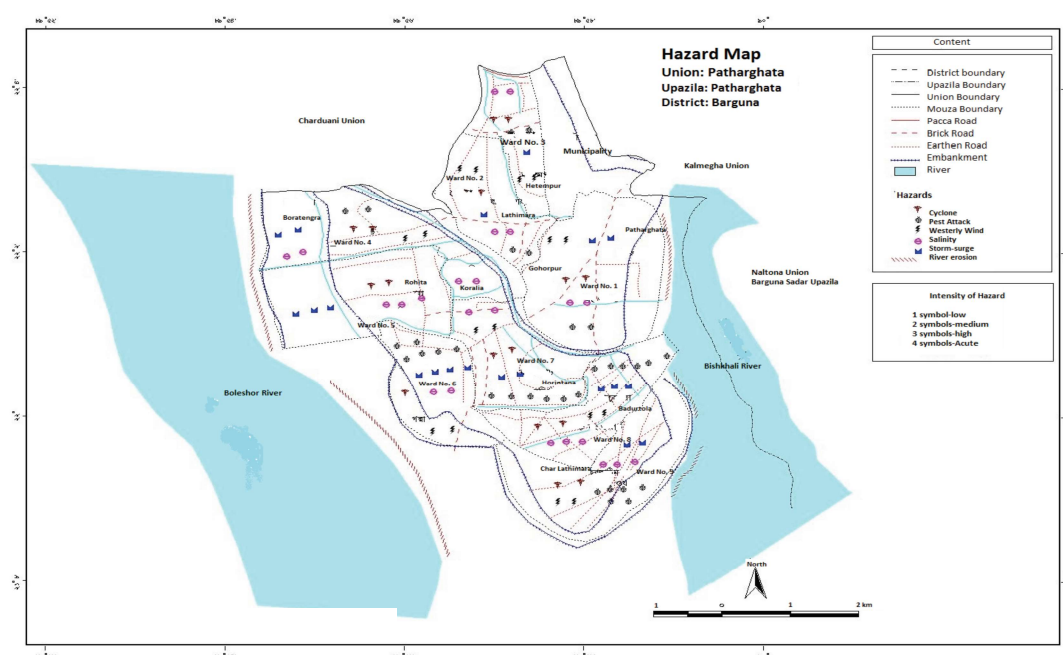 Hazard Map
Union: Patharghata
Upazila: Patharghata
District: Barguna
Content
District boundary
Upazila Boundary
Union Boundary
Mouza Boundary
Pacca Road
Brick Road
Earthen Road
Embankment
River
Hazards
Cyclone
Pest Attack
Westerly Wind
Salinity
Storm-surge
River erosion
Intensity of Hazard
1 symbol-low
2 symbols-medium
3 symbols-high
4 symbols-Acute
Charduani Union
Municipality
Kalmegha Union
Ward No. 3
Ward No. 2
Hetempur
Lathimara
Boratengra
Ward No. 4
Patharghata
Naltona Union
Barguna Sadar Upazila
Gohorpur
Rohita
Koralia
Ward No. 1
Ward No. 5
Ward No. 7
Bishkhali River
Ward No. 6
Horintana
Boleshor River
Ward No. 8
Char Lathimara
Ward No. 9
North
1 0 1 2 km